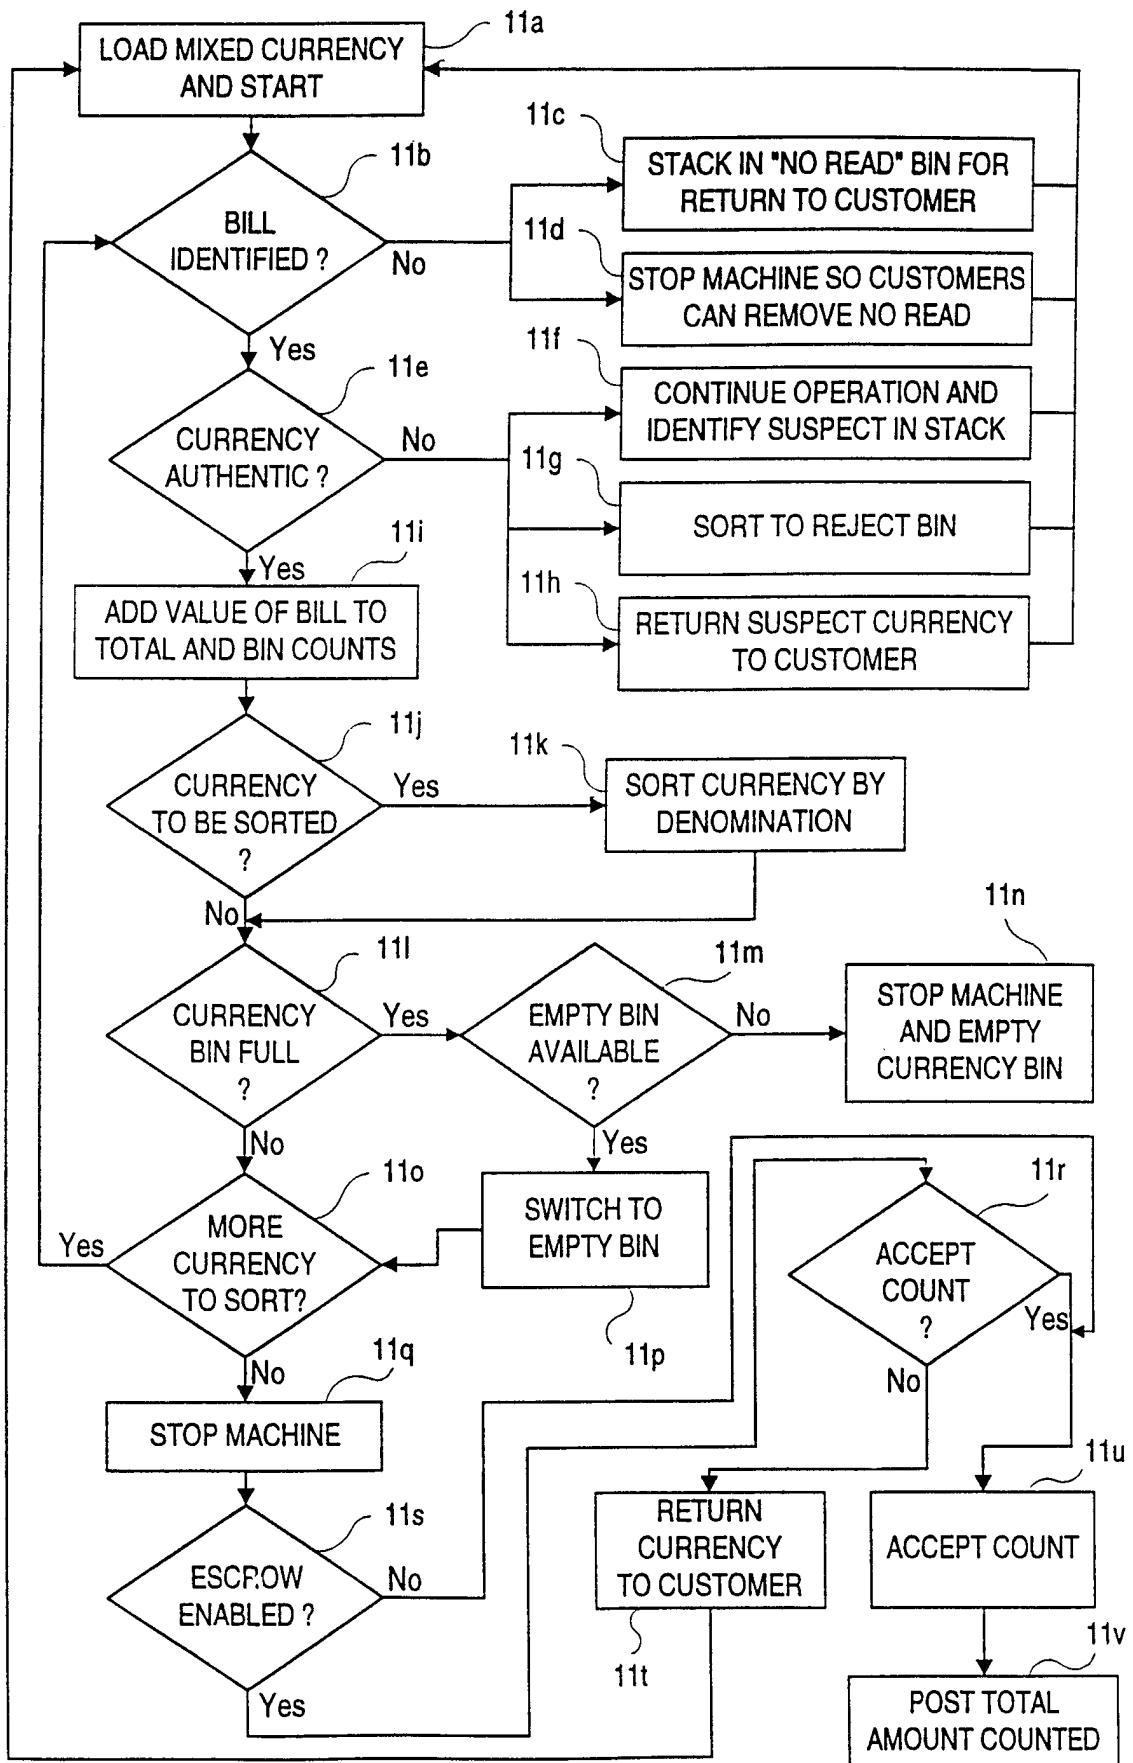 11a
LOAD MIXED CURRENCY
AND START
11b
BILL
IDENTIFIED ?
No
Yes
11c
STACK IN "NO READ" BIN FOR
RETURN TO CUSTOMER
11d
STOP MACHINE SO CUSTOMERS
CAN REMOVE NO READ
11e
CURRENCY
AUTHENTIC ?
No
Yes
11f
CONTINUE OPERATION AND
IDENTIFY SUSPECT IN STACK
11g
SORT TO REJECT BIN
11h
RETURN SUSPECT CURRENCY
TO CUSTOMER
11i
ADD VALUE OF BILL TO
TOTAL AND BIN COUNTS
11j
CURRENCY
TO BE SORTED
?
Yes
No
11k
SORT CURRENCY BY
DENOMINATION
11l
CURRENCY
BIN FULL
?
Yes
No
11m
EMPTY BIN
AVAILABLE
?
No
Yes
11n
STOP MACHINE
AND EMPTY
CURRENCY BIN
11o
MORE
CURRENCY
TO SORT?
Yes
No
SWITCH TO
EMPTY BIN
11p
11r
ACCEPT
COUNT
?
Yes
No
11q
STOP MACHINE
11s
ESCROW
ENABLED ?
No
Yes
RETURN
CURRENCY
TO CUSTOMER
11t
11u
ACCEPT COUNT
11v
POST TOTAL
AMOUNT COUNTED